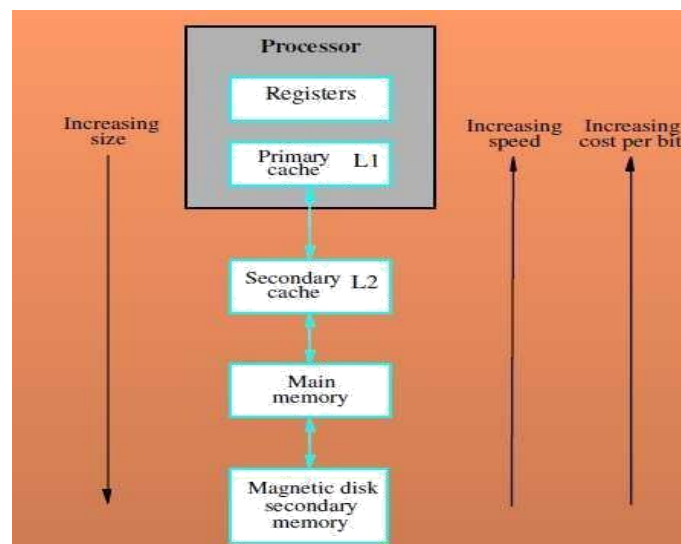 Processor
Registers
Increasing
size
Primary
cache L1
Increasing
speed
Increasing
cost per bit
Secondary
cache L2
Main
memory
Magnetic disk
secondary
memory